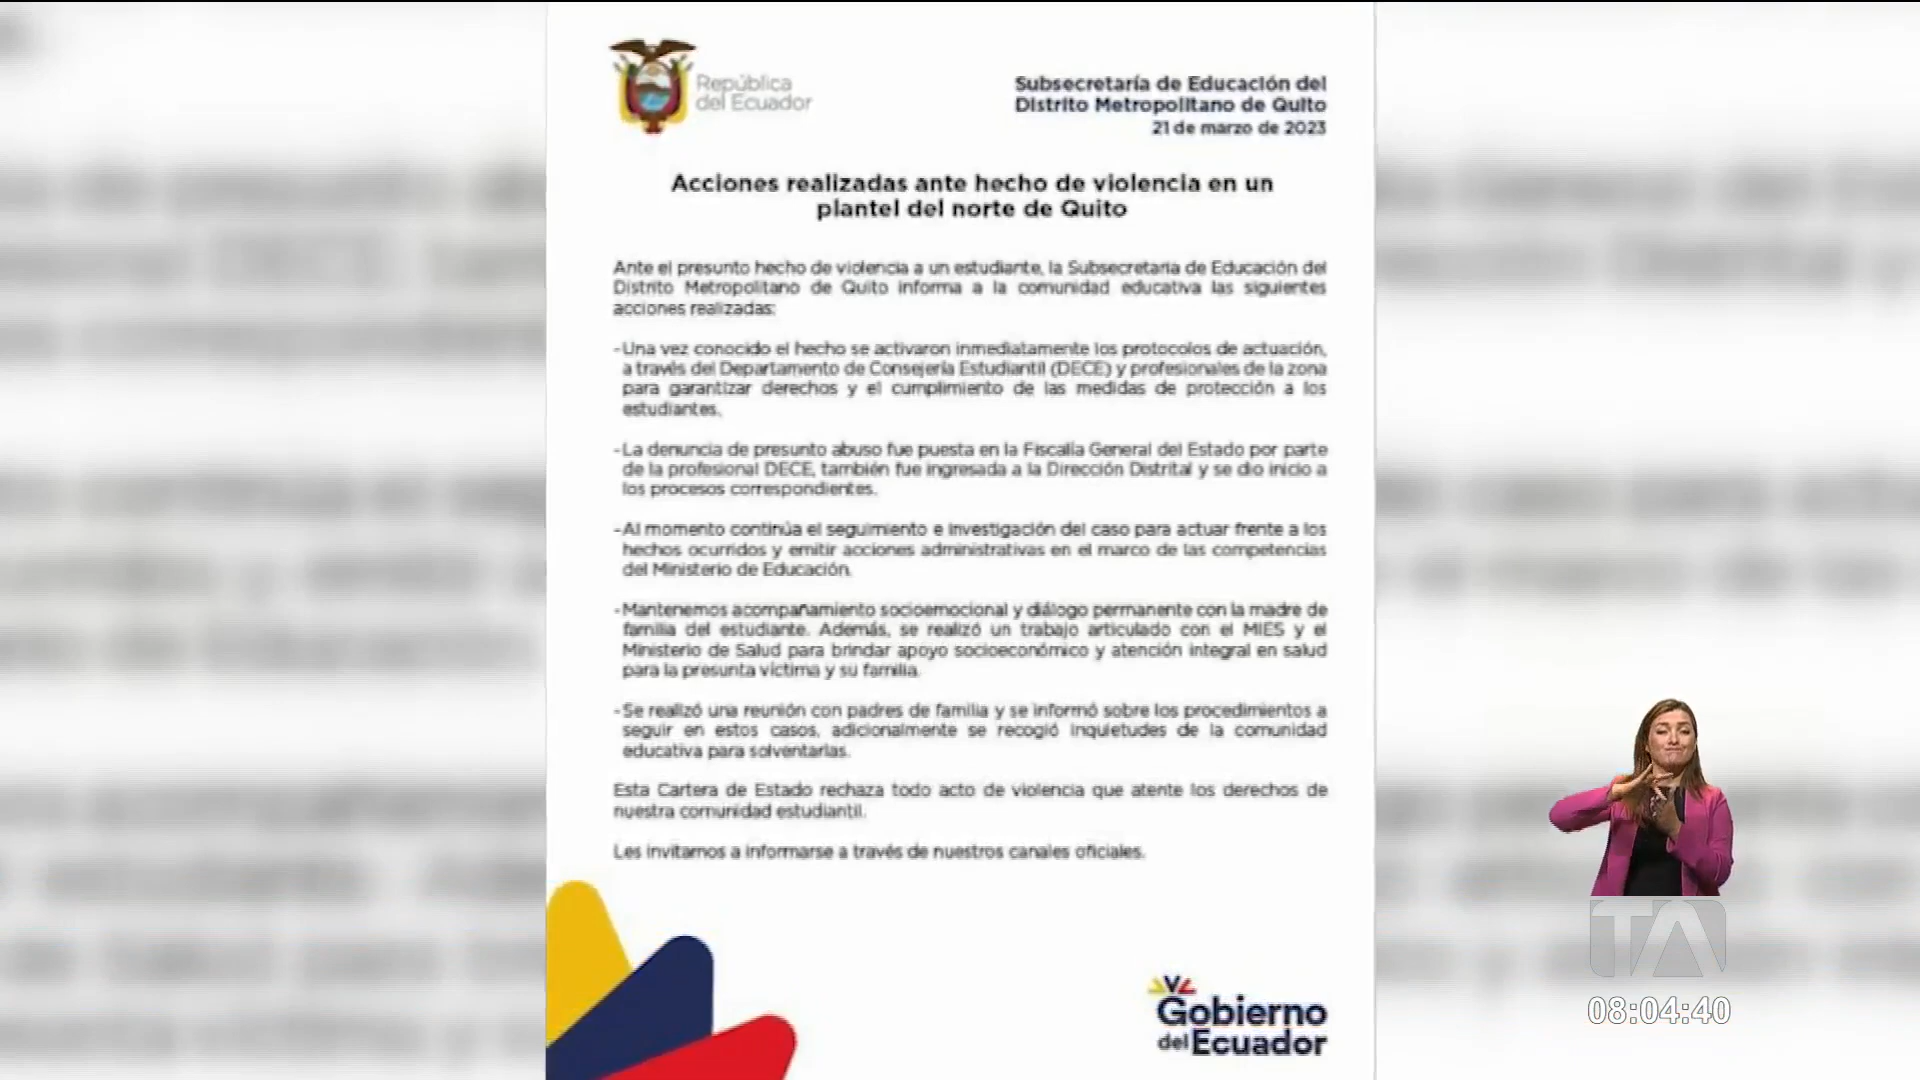 República
del Ecuador
Subsecretaría de Educación del
Distrito Metropolitano de Quito
21 de marzo de 2023
Acciones realizadas ante hecho de violencia en un
plantel del norte de Quito
Ante el presunto hecho de violencia a un estudiante, la Subsecretaría de Educación del
Distrito Metropolitano de Quito informa a la comunidad educativa las siguientes
acciones realizadas:
-Una vez conocido el hecho se activaron inmediatamente los protocolos de actuación,
a través del Departamento de Consejería Estudiantil (DECE) y profesionales de la zona
para garantizar derechos y el cumplimiento de las medidas de protección a los
estudiantes.
-La denuncia de presunto abuso fue puesta en la Fiscalía General del Estado por parte
de la profesional DECE, también fue ingresada a la Dirección Distrital y se dio inicio a
los procesos correspondientes.
-Al momento continúa el seguimiento e investigación del caso para actuar frente a los
hechos ocurridos y emitir acciones administrativas en el marco de las competencias
del Ministerio de Educación.
-Mantenemos acompañamiento socioemocional y diálogo permanente con la madre de
familia del estudiante. Además, se realizó un trabajo articulado con el MIES y el
Ministerio de Salud para brindar apoyo socioeconómico y atención integral en salud
para la presunta víctima y su familia.
-Se realizó una reunión con padres de familia y se informó sobre los procedimientos a
seguir en estos casos, adicionalmente se recogió inquietudes de la comunidad
educativa para solventarlas.
Esta Cartera de Estado rechaza todo acto de violencia que atente los derechos de
nuestra comunidad estudiantil.
Les invitamos a informarse a través de nuestros canales oficiales.
Gobierno
del Ecuador
TA
08:04:40